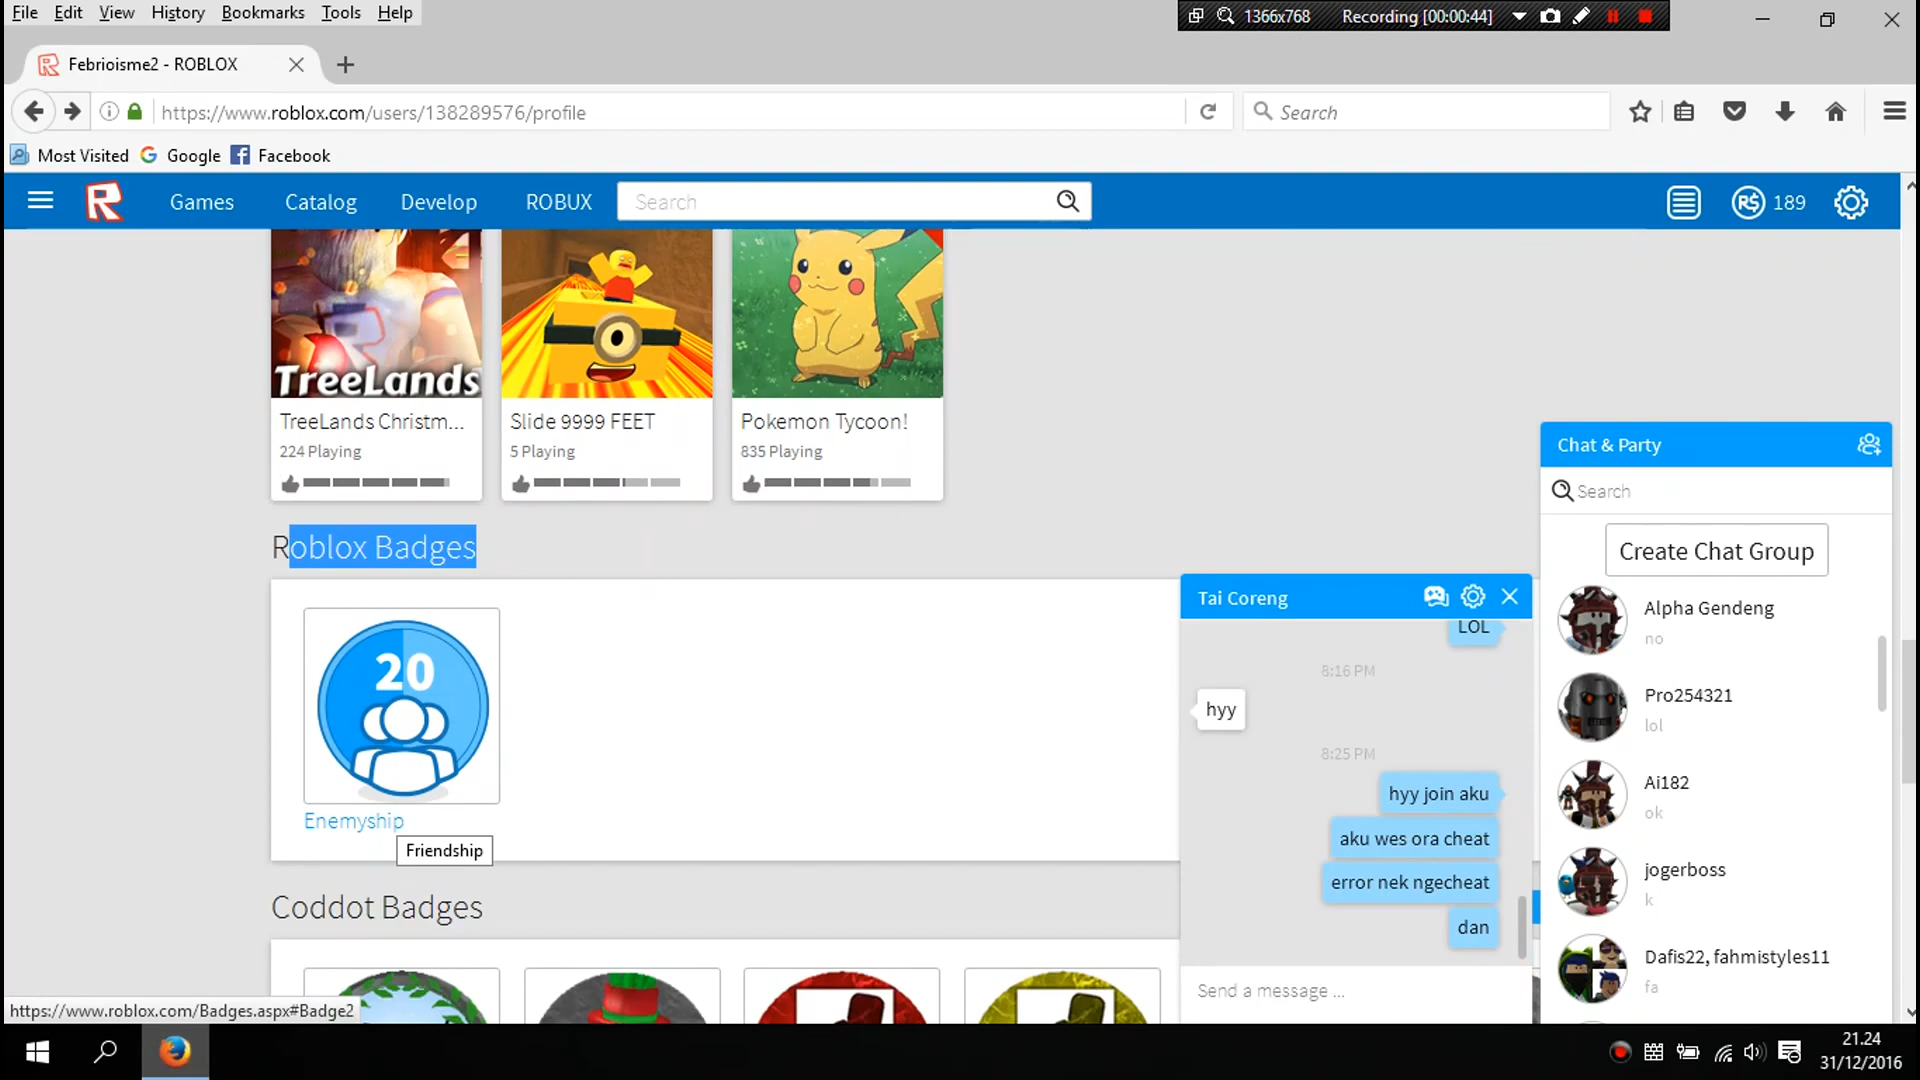 File Edit View History Bookmarks Tools Help
1366x768 Recording [00:00:44]
Febrioisme2 - ROBLOX
https://www.roblox.com/users/138289576/profile
Search
Most Visited Google Facebook
Games Catalog Develop ROBUX Search R$ 189
TreeLands
TreeLands Christm... Slide 9999 FEET Pokemon Tycoon!
224 Playing 5 Playing 835 Playing
Roblox Badges
20
Enemyship
Friendship
Coddot Badges
Tai Coreng
LOL
8:16 PM
hyy
8:25 PM
hyy join aku
aku wes ora cheat
error nek ngecheat
dan
Send a message ...
Chat & Party
Search
Create Chat Group
Alpha Gendeng
no
Pro254321
lol
Ai182
ok
jogerboss
k
Dafis22, fahmistyles11
fa
https://www.roblox.com/Badges.aspx#Badge2
21.24
31/12/2016